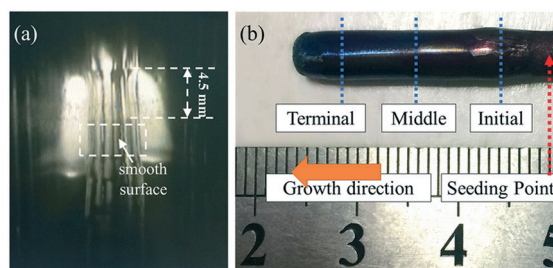 (a)
4.5 mm
smooth
surface
(b)
Terminal
Middle
Initial
Growth direction
Seeding Point
2
3
4
5